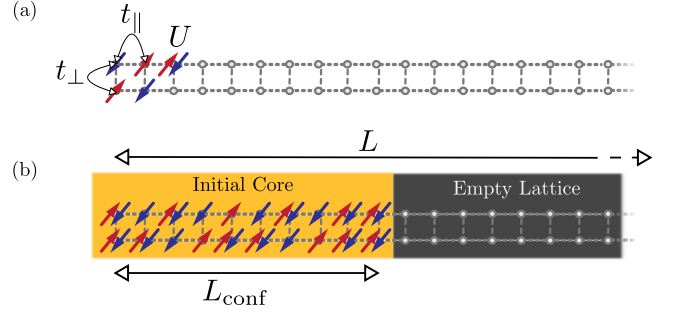 (a)
t∥
U
t⊥
L
(b)
Initial Core
Empty Lattice
Lconf